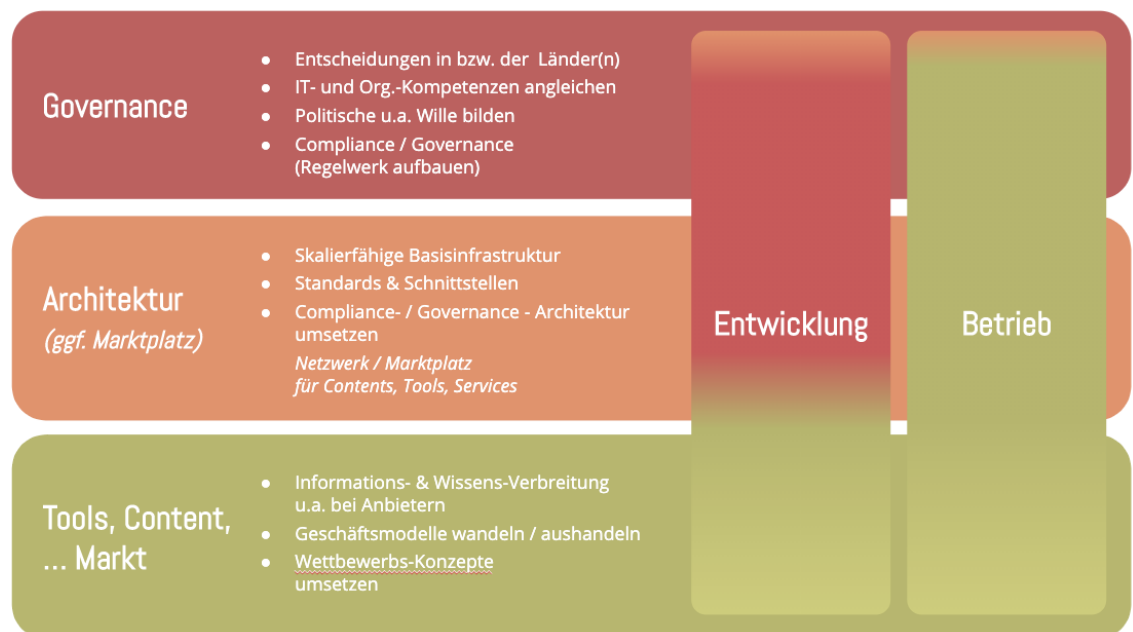 Governance
● Entscheidungen in bzw. der Länder(n)
● IT- und Org.-Kompetenzen angleichen
● Politische u.a. Wille bilden
● Compliance / Governance
(Regelwerk aufbauen)
Architektur
(ggf. Marktplatz)
● Skalierfähige Basisinfrastruktur
● Standards & Schnittstellen
● Compliance- / Governance - Architektur
umsetzen
Netzwerk / Marktplatz
für Contents, Tools, Services
Tools, Content,
... Markt
● Informations- & Wissens-Verbreitung
u.a. bei Anbietern
● Geschäftsmodelle wandeln / aushandeln
● Wettbewerbs-Konzepte
umsetzen
Entwicklung
Betrieb